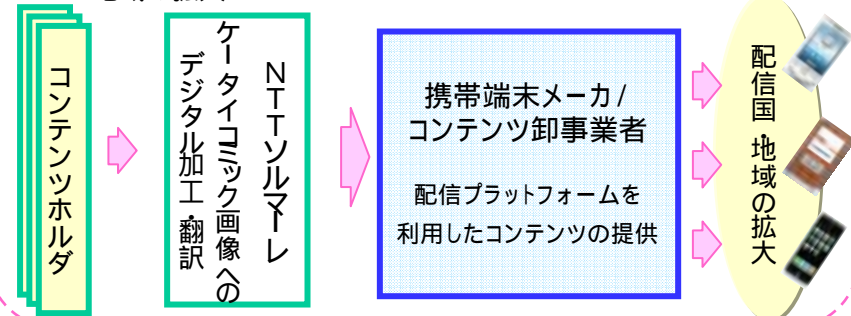 コンテンツホルダ
NTTソルマーレ
ケータイコミック画像への
デジタル加工・翻訳
携帯端末メーカ/
コンテンツ卸事業者
配信プラットフォームを
利用したコンテンツの提供
配信国・地域の拡大